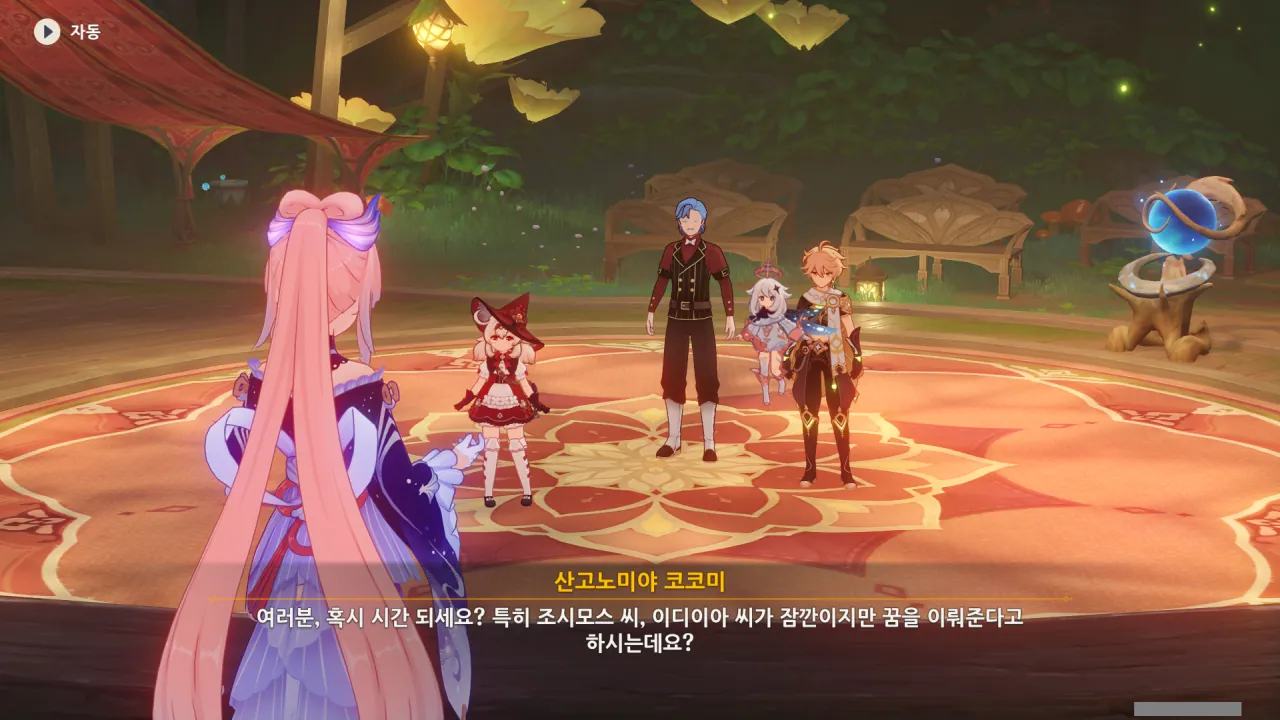 자동
산고노미야 코코미
여러분, 혹시 시간 되세요? 특히 조시모스 씨, 이디이아 씨가 잠깐이지만 꿈을 이뤄준다고
하시는데요?